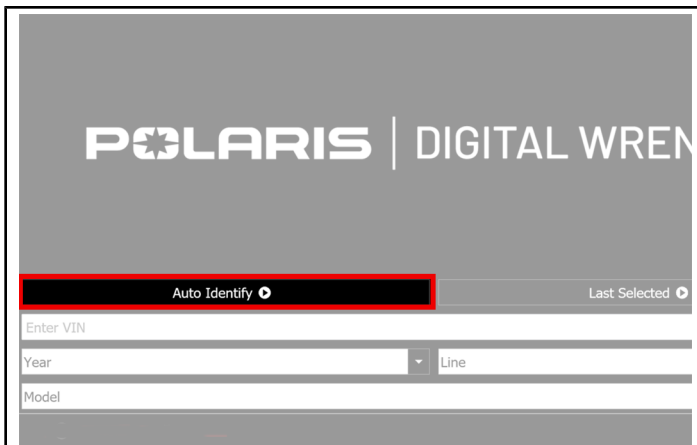 POLARIS | DIGITAL WREN
Auto Identify
Last Selected
Enter VIN
Year
Line
Model